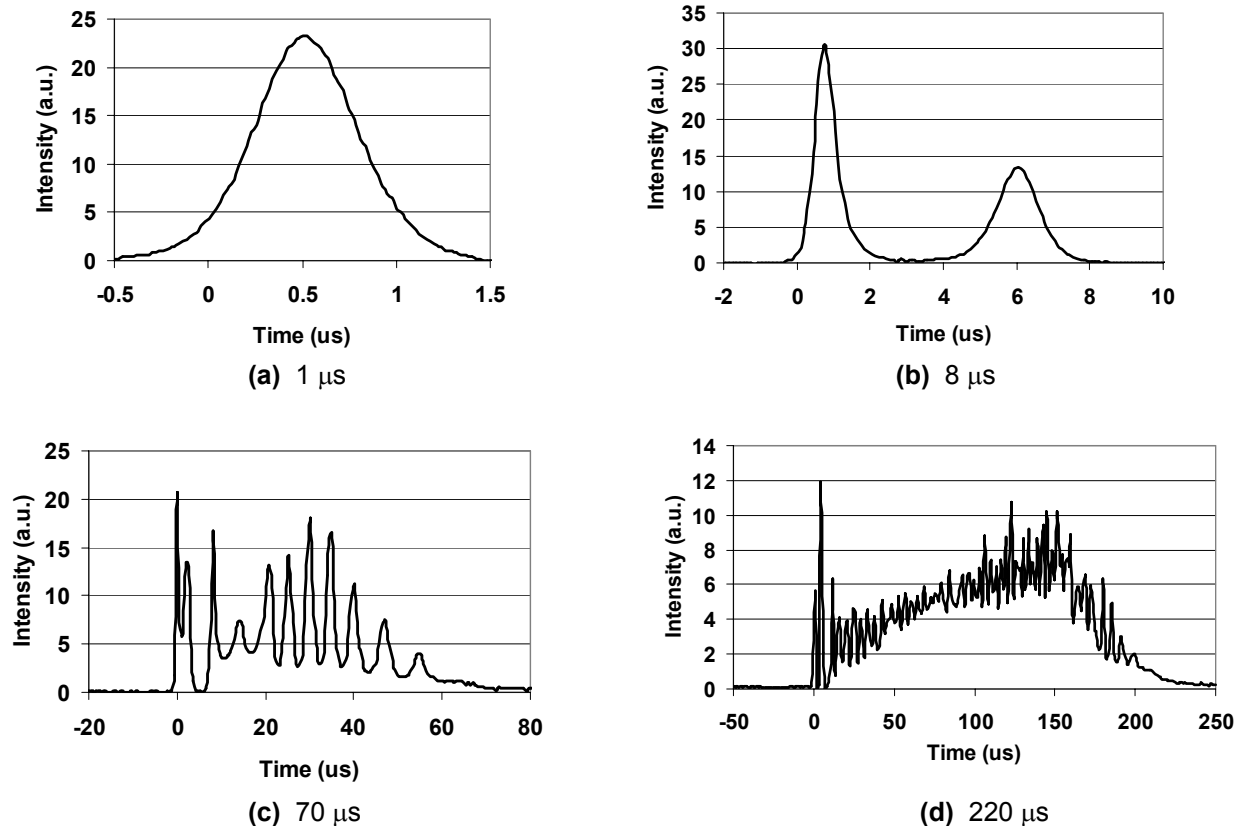 25
20
15
10
5
0
Intensity (a.u.)
-0.5 0 0.5 1 1.5
Time (us)
(a) 1 μs
35
30
25
20
15
10
5
0
Intensity (a.u.)
-2 0 2 4 6 8 10
Time (us)
(b) 8 μs
25
20
15
10
5
0
Intensity (a.u.)
-20 0 20 40 60 80
Time (us)
(c) 70 μs
14
12
10
8
6
4
2
0
Intensity (a.u.)
-50 0 50 100 150 200 250
Time (us)
(d) 220 μs